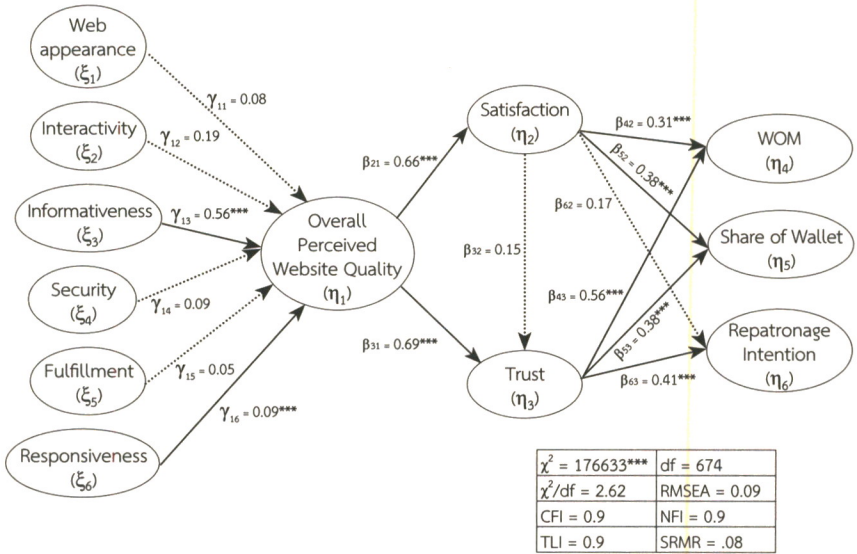 Web
appearance
(ξ₁)
γ₁₁ = 0.08
Interactivity
(ξ₂)
γ₁₂ = 0.19
Informativeness
(ξ₃)
γ₁₃ = 0.56***
Security
(ξ₄)
γ₁₄ = 0.09
Fulfillment
(ξ₅)
γ₁₅ = 0.05
Responsiveness
(ξ₆)
γ₁₆ = 0.09***
Overall
Perceived
Website Quality
(η₁)
β₂₁ = 0.66***
β₃₁ = 0.69***
Satisfaction
(η₂)
β₃₂ = 0.15
Trust
(η₃)
β₄₂ = 0.31***
β₅₂ = 0.38***
β₆₂ = 0.17
β₄₃ = 0.56***
β₅₃ = 0.38***
β₆₃ = 0.41***
WOM
(η₄)
Share of Wallet
(η₅)
Repatronage
Intention
(η₆)
χ² = 176633*** df = 674
χ²/df = 2.62 RMSEA = 0.09
CFI = 0.9 NFI = 0.9
TLI = 0.9 SRMR = .08